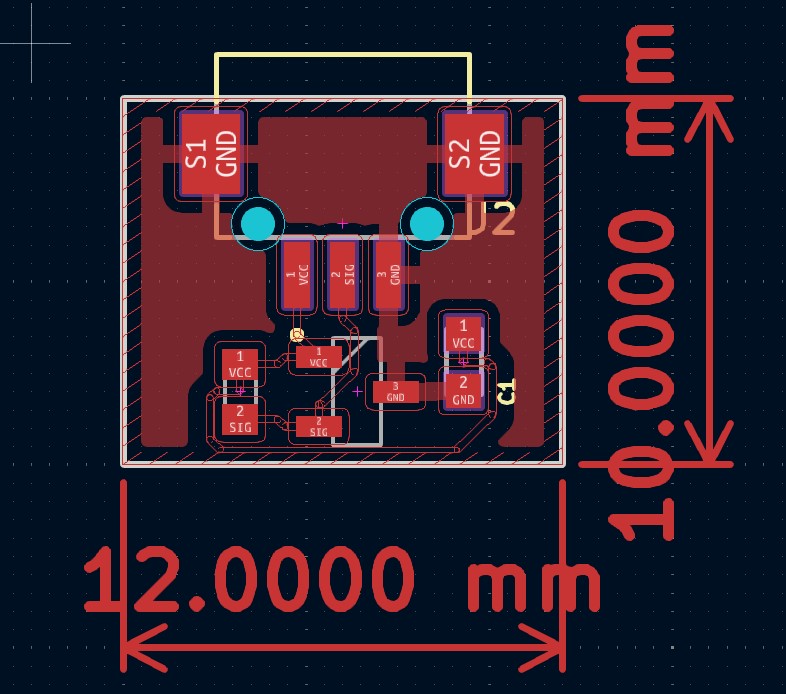 S1
GND
S2
GND
J2
1
VCC
2
SIG
3
GND
1
VCC
1
VCC
1
VCC
3
GND
2
GND
C1
2
SIG
2
SIG
12.0000 mm
10.0000 mm